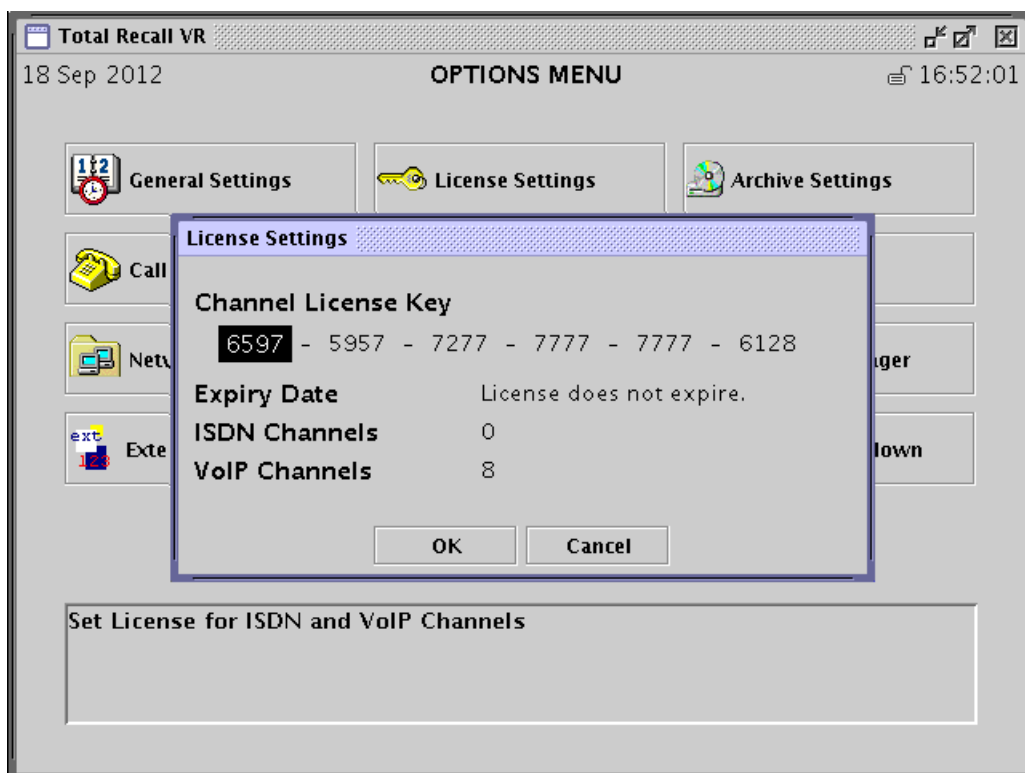 Total Recall VR
18 Sep 2012 OPTIONS MENU 16:52:01
General Settings License Settings Archive Settings
License Settings
Call
Channel License Key
6597 - 5957 - 7277 - 7777 - 7777 - 6128
Expiry Date License does not expire.
ISDN Channels 0
VoIP Channels 8
OK Cancel
Set License for ISDN and VoIP Channels